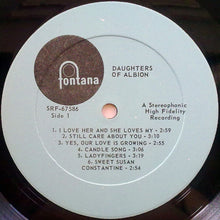 fontana
DAUGHTERS
OF ALBION
SRF-67586
Side 1
A Stereophonic
High Fidelity
Recording
1. I LOVE HER AND SHE LOVES MY - 2:59
2. STILL CARE ABOUT YOU - 3:10
3. YES, OUR LOVE IS GROWING - 2:55
4. CANDLE SONG - 3:06
5. LADYFINGERS - 3:19
6. SWEET SUSAN
CONSTANTINE - 2:54